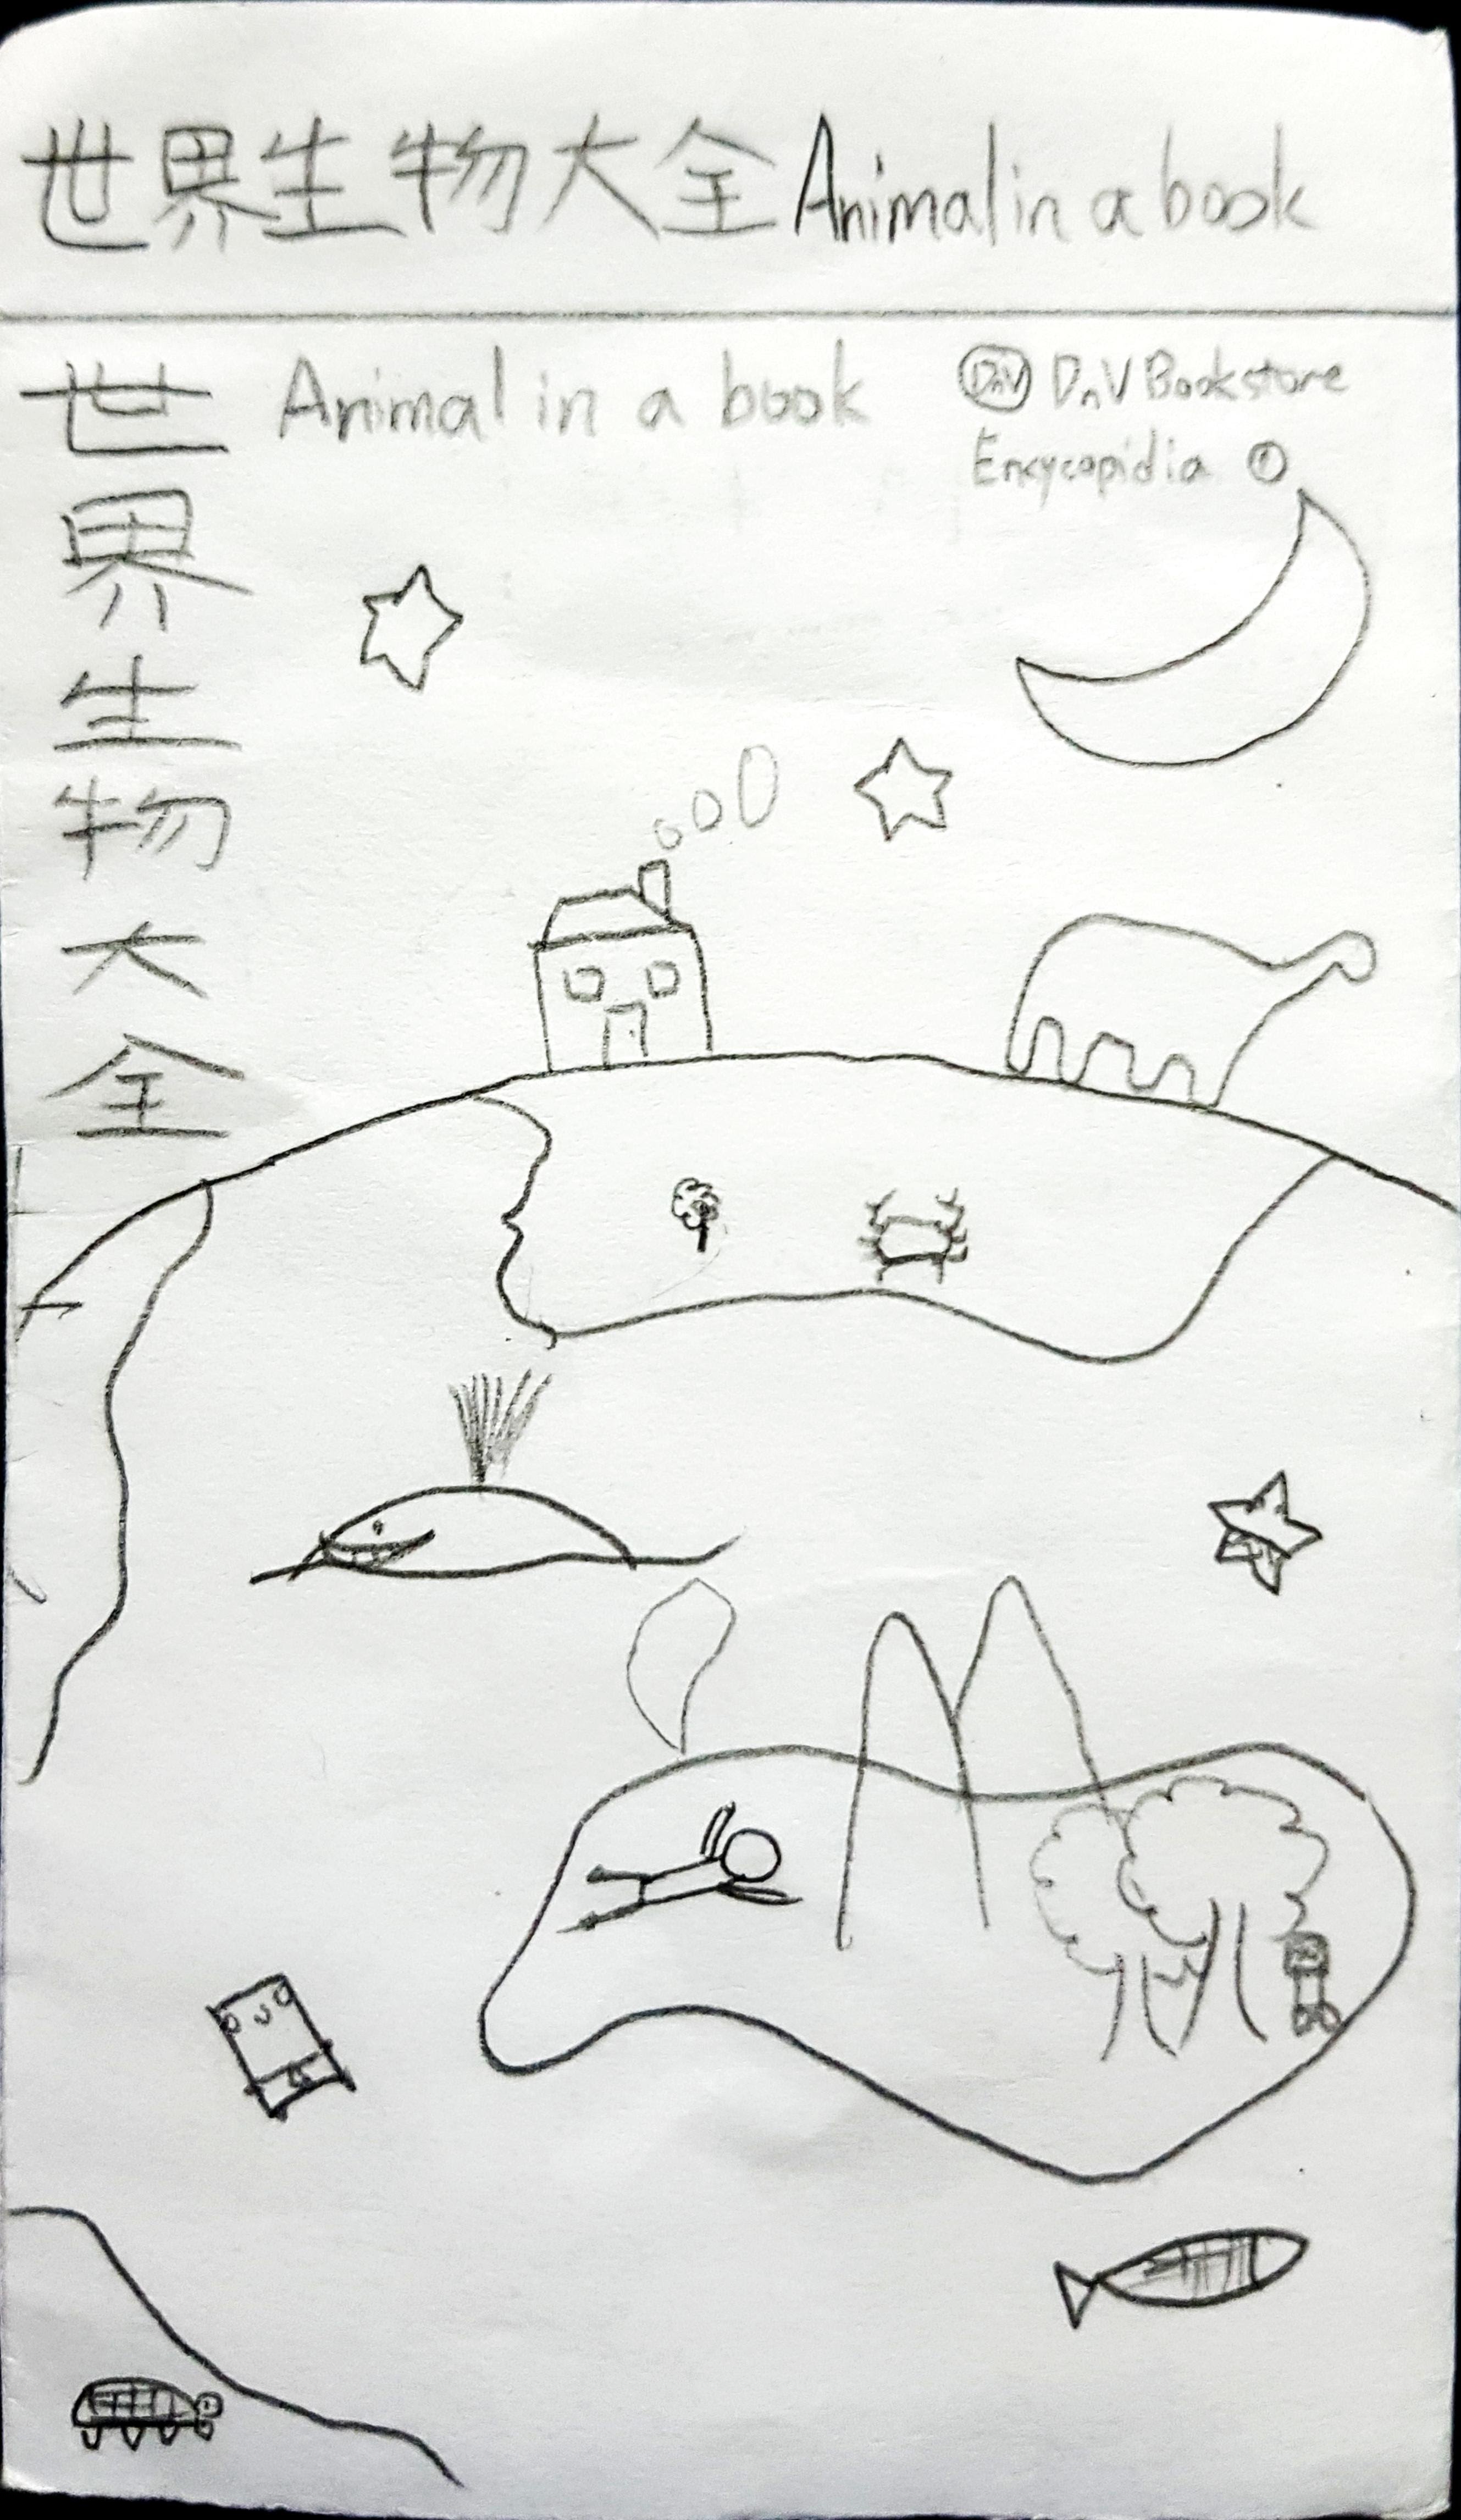 世界生物大全 Animal in a book
世界生物大全
Animal in a book
DnV DnV Bookstore
Encycopidia ①